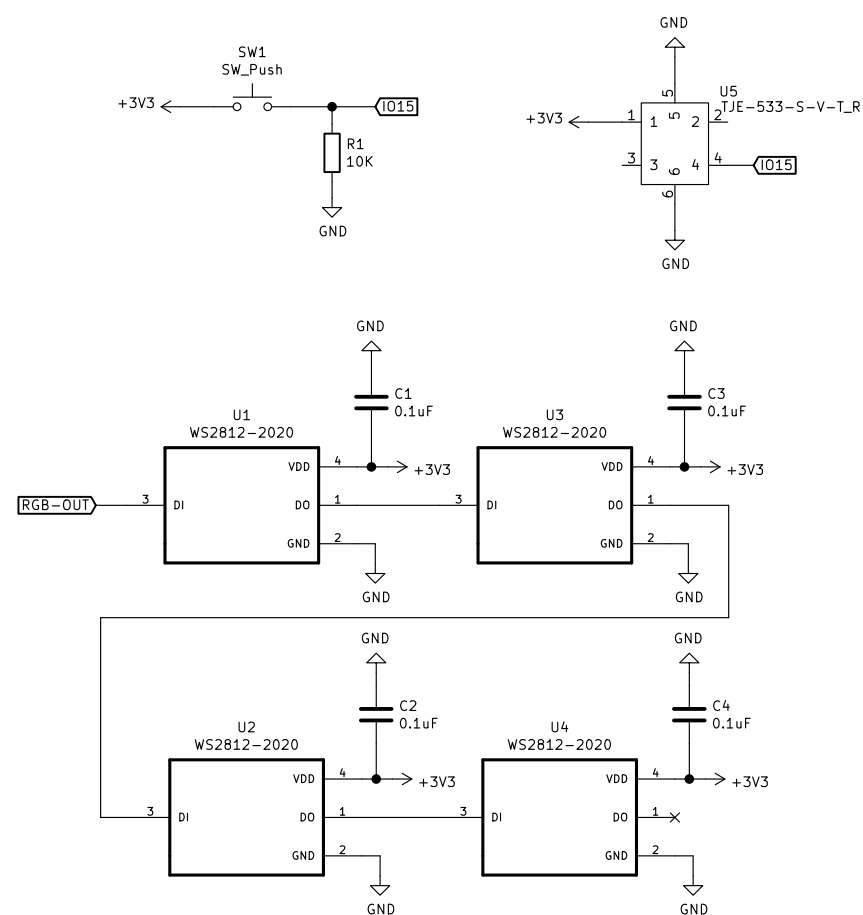 GND
SW1
SW_Push
+3V3
IO15
R1
10K
GND
U5
TJE-533-S-V-T_R
+3V3
1
1
2
2
3
3
4
4
5
5
6
6
IO15
GND
GND
C1
0.1uF
U1
WS2812-2020
VDD
4
+3V3
RGB-OUT
3
DI
DO
1
GND
2
GND
GND
C3
0.1uF
U3
WS2812-2020
VDD
4
+3V3
3
DI
DO
1
GND
2
GND
GND
C2
0.1uF
U2
WS2812-2020
VDD
4
+3V3
3
DI
DO
1
GND
2
GND
GND
C4
0.1uF
U4
WS2812-2020
VDD
4
+3V3
3
DI
DO
1
GND
2
GND